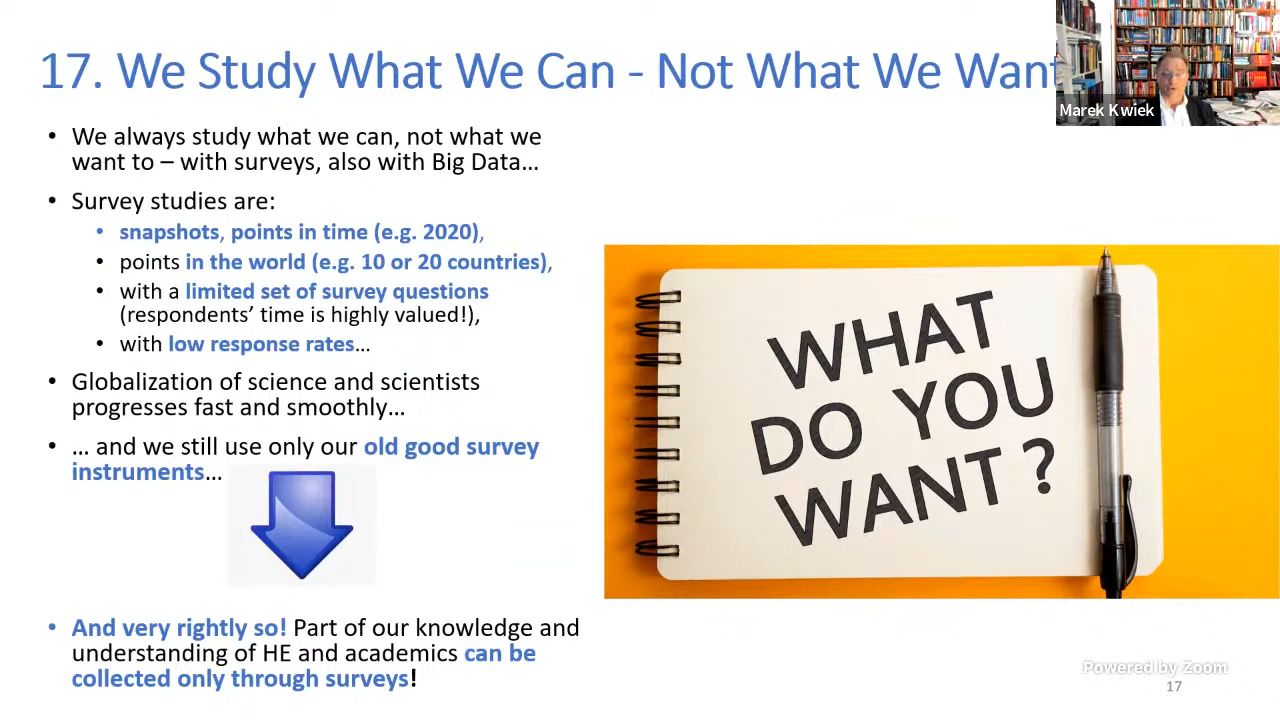 17. We Study What We Can - Not What We Want
Marek Kwiek
• We always study what we can, not what we
want to – with surveys, also with Big Data…
• Survey studies are:
• snapshots, points in time (e.g. 2020),
• points in the world (e.g. 10 or 20 countries),
• with a limited set of survey questions
(respondents’ time is highly valued!),
• with low response rates…
• Globalization of science and scientists
progresses fast and smoothly…
• … and we still use only our old good survey
instruments…
• And very rightly so! Part of our knowledge and
understanding of HE and academics can be
collected only through surveys!
WHAT
DO YOU
WANT?
Powered by Zoom
17